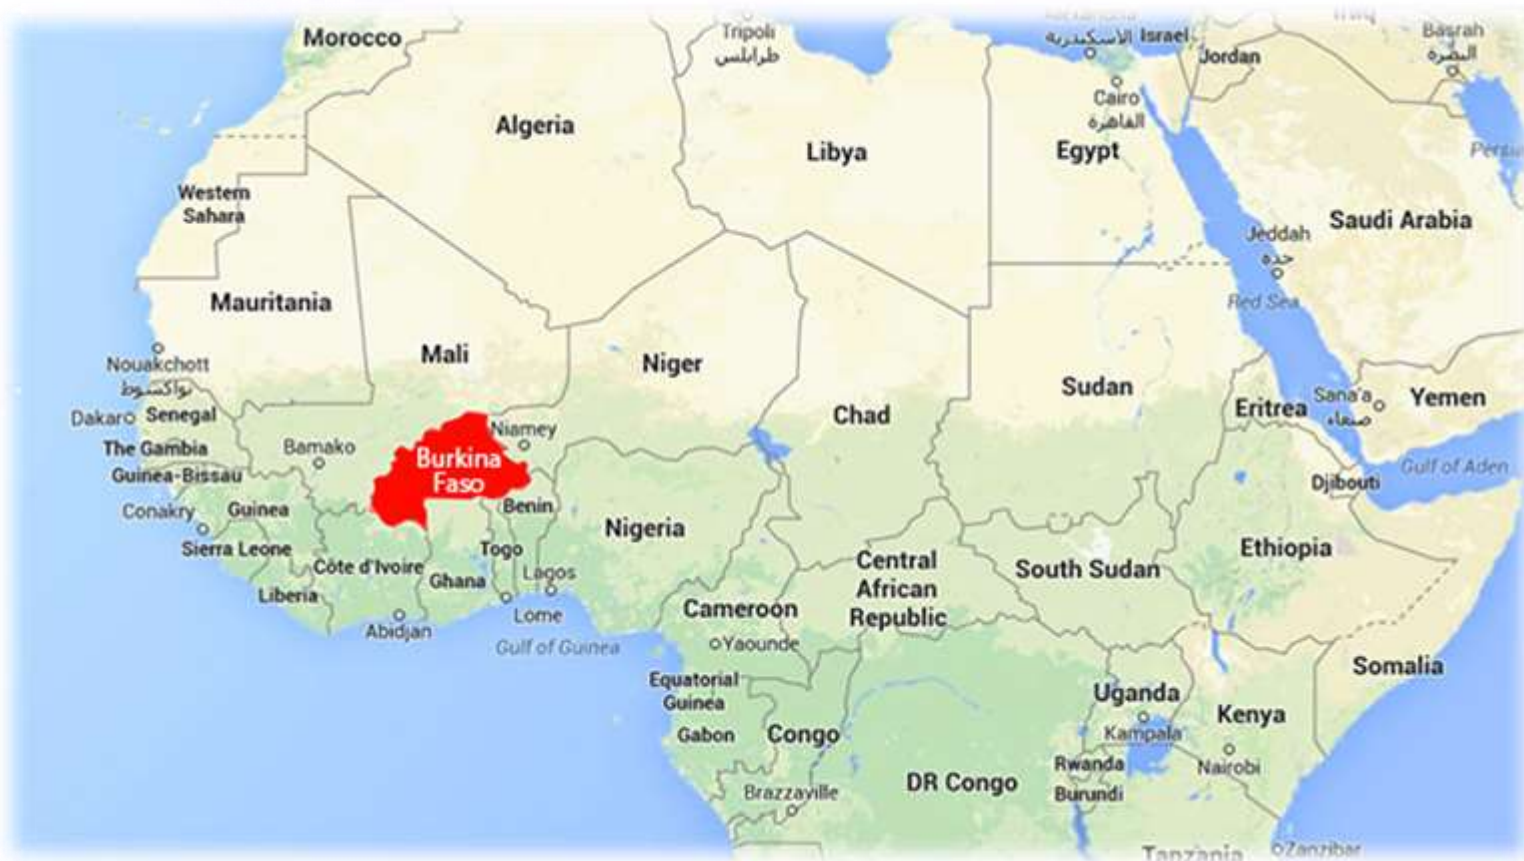 Morocco
Tripoli
طرابلس
الاسكندرية
Israel
Jordan
Basrah
البصرة
Cairo
القاهرة
Algeria
Libya
Egypt
Western
Sahara
Saudi Arabia
Jeddah
جدة
Red Sea
Mauritania
Mali
Niger
Chad
Sudan
Eritrea
Sana'a
صنعاء
Yemen
Nouakchott
نواكشوط
Dakar
Senegal
The Gambia
Guinea-Bissau
Bamako
Niamey
Burkina
Faso
Gulf of Aden
Djibouti
Conakry
Guinea
Benin
Nigeria
Sierra Leone
Côte d'Ivoire
Togo
Ghana
Lagos
Liberia
Lome
Abidjan
Gulf of Guinea
Central
African
Republic
South Sudan
Ethiopia
Cameroon
Yaounde
Equatorial
Guinea
Gabon
Congo
Uganda
Kampala
Kenya
Somalia
Nairobi
Rwanda
Burundi
DR Congo
Brazzaville
Tanzania
Zanzibar